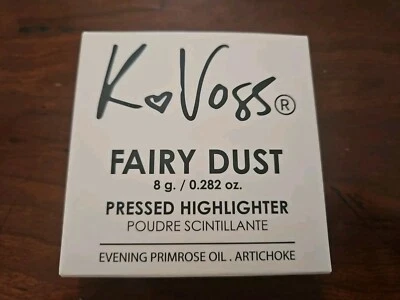 K♥Voss®
FAIRY DUST
8 g. / 0.282 oz.
PRESSED HIGHLIGHTER
POUDRE SCINTILLANTE
EVENING PRIMROSE OIL . ARTICHOKE